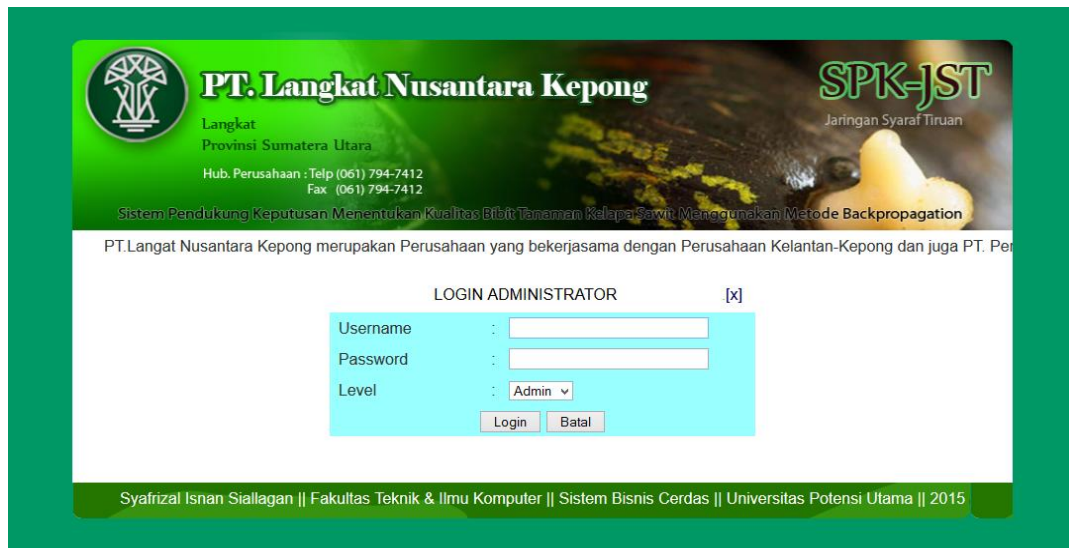 PT. Langkat Nusantara Kepong
SPK-JST
Jaringan Syaraf Tiruan
Langkat
Provinsi Sumatera Utara
Hub. Perusahaan : Telp (061) 794-7412
Fax (061) 794-7412
Sistem Pendukung Keputusan Menentukan Kualitas Bibit Tanaman Kelapa Sawit Menggunakan Metode Backpropagation
PT.Langat Nusantara Kepong merupakan Perusahaan yang bekerjasama dengan Perusahaan Kelantan-Kepong dan juga PT. Per
LOGIN ADMINISTRATOR [x]
Username :
Password :
Level : Admin
Login Batal
Syafrizal Isnan Siallagan || Fakultas Teknik & Ilmu Komputer || Sistem Bisnis Cerdas || Universitas Potensi Utama || 2015